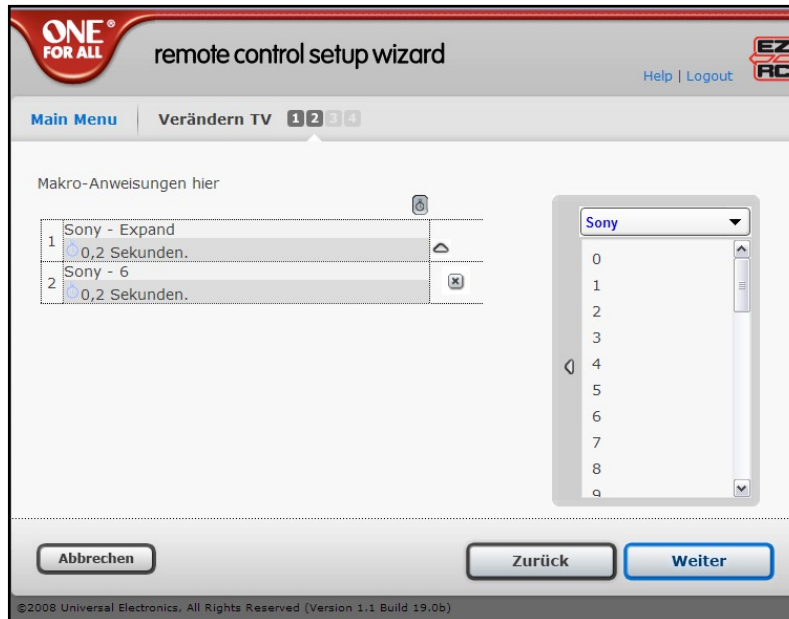 ONE®
FOR ALL
remote control setup wizard
EZ
RC
Help | Logout
Main Menu
Verändern TV 1 2 3 4
Makro-Anweisungen hier
1 Sony - Expand
0,2 Sekunden.
2 Sony - 6
0,2 Sekunden.
Sony
0
1
2
3
4
5
6
7
8
9
Abbrechen
Zurück
Weiter
©2008 Universal Electronics, All Rights Reserved (Version 1.1 Build 19.0b)